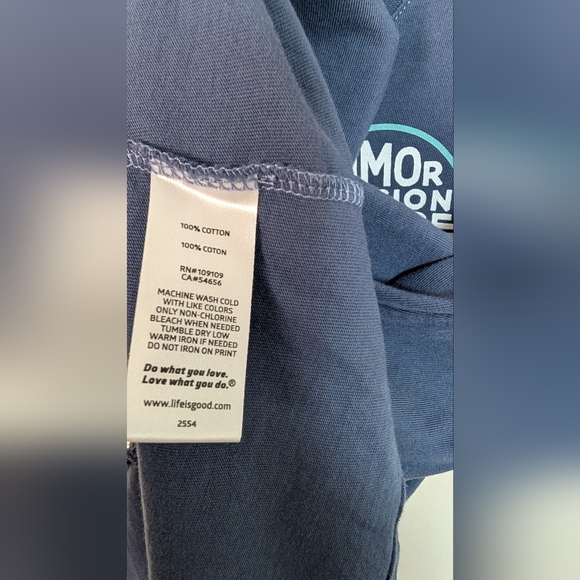 MOR
SION
100% COTTON
100% COTON
RN#109109
CA#54656
MACHINE WASH COLD
WITH LIKE COLORS
ONLY NON-CHLORINE
BLEACH WHEN NEEDED
TUMBLE DRY LOW
WARM IRON IF NEEDED
DO NOT IRON ON PRINT
Do what you love.
Love what you do.®
www.lifeisgood.com
2554